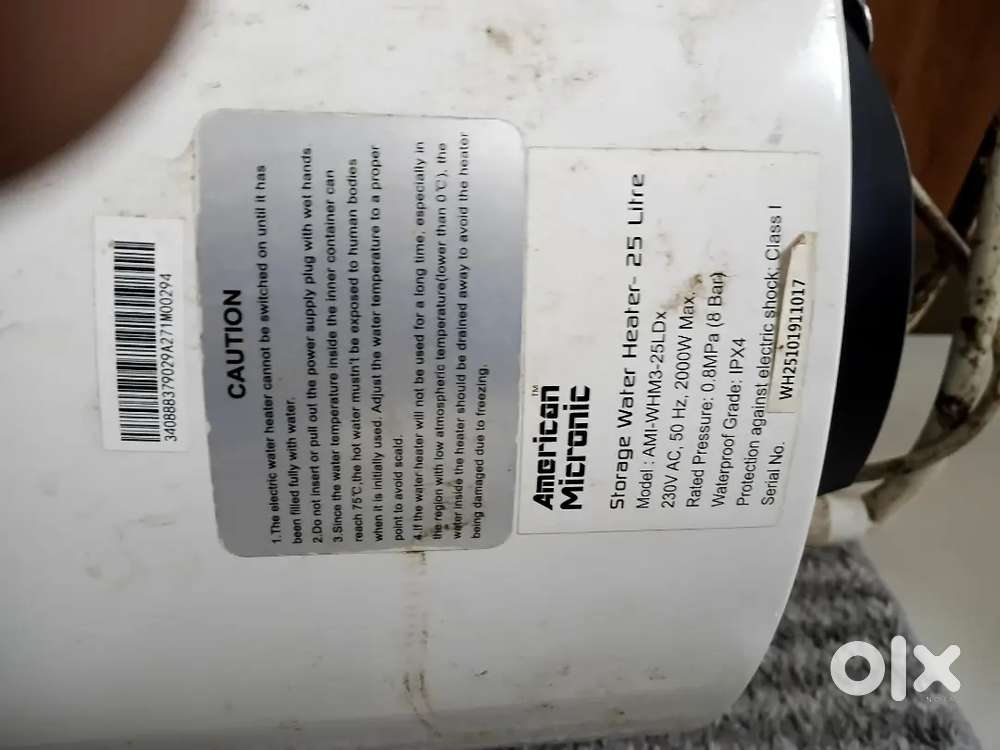 340888379029A271M00294
CAUTION
1.The electric water heater cannot be switched on until it has
been filled fully with water.
2.Do not insert or pull out the power supply plug with wet hands
3.Since the water temperature inside the inner container can
reach 75℃,the hot water mustn't be exposed to human bodies
when it is initially used. Adjust the water temperature to a proper
point to avoid scald.
4.If the water heater will not be used for a long time, especially in
the region with low atmospheric temperature(lower than 0℃), the
water inside the heater should be drained away to avoid the heater
being damaged due to freezing.
American™
Micronic
Storage Water Heater- 25 Litre
Model : AMI-WHM3-25LDx
230V AC, 50 Hz, 2000W Max.
Rated Pressure: 0.8MPa (8 Bar)
Waterproof Grade: IPX4
Protection against electric shock: Class I
Serial No.
WH25101911017
olx